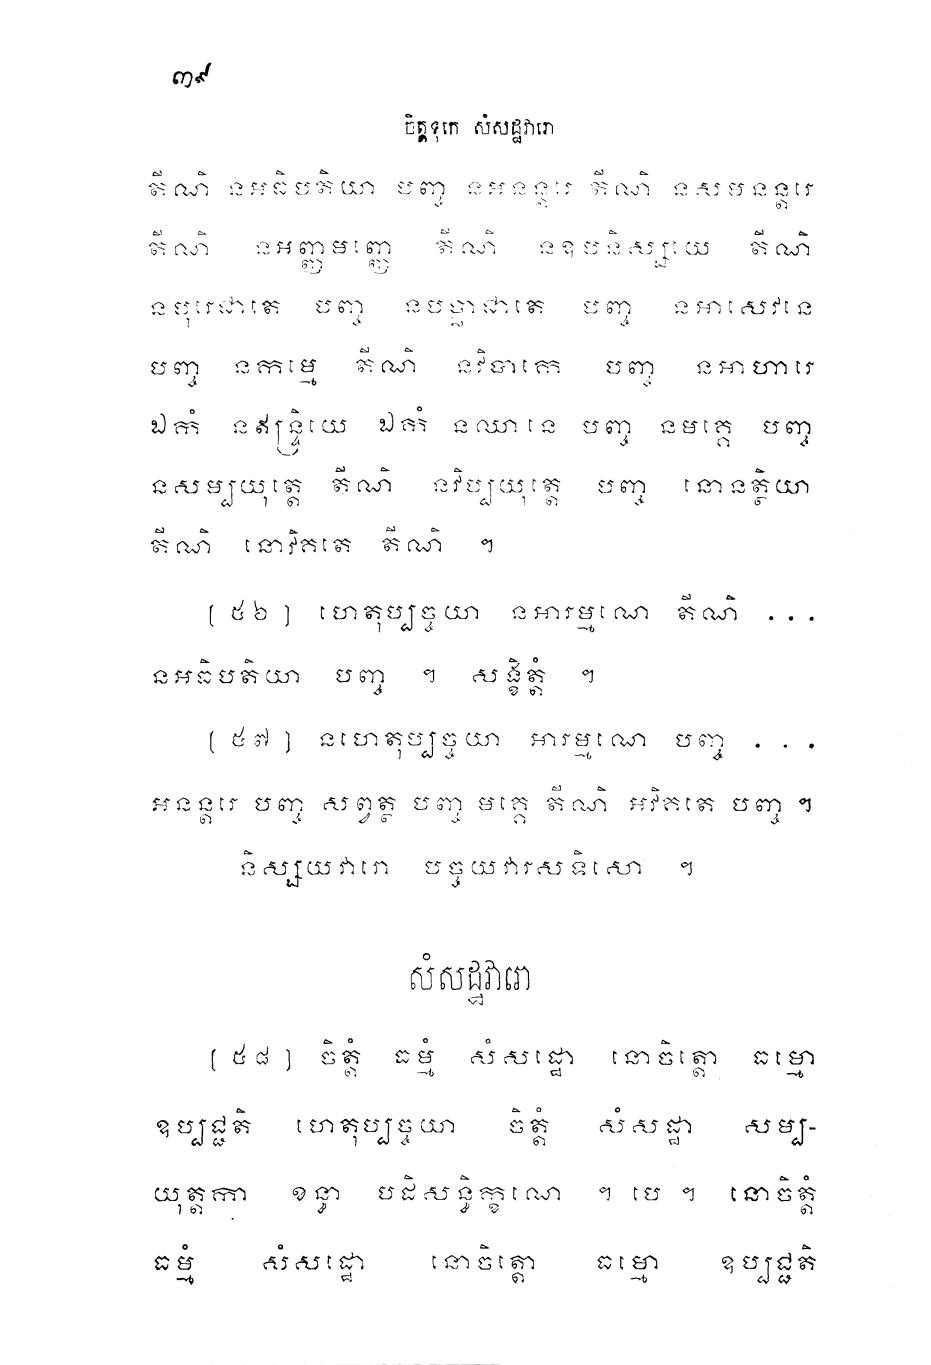 ៣៩
ចិត្តទុកេ សំសដ្ឋវារោ
តីណិ នអធិបតិយា បញ្ច នអនន្តរេ តីណិ នសមនន្តរេ
តីណិ នអញ្ញមញ្ញេ តីណិ នឧបនិស្សយេ តីណិ
នបុរេជាតេ បញ្ច នបច្ឆាជាតេ បញ្ច នអាសេវនេ
បញ្ច នកម្មេ តីណិ នវិបាកេ បញ្ច នអាហារេ
ឯកំ នឥន្ទ្រិយេ ឯកំ នឈានេ បញ្ច នមគ្គេ បញ្ច
នសម្បយុត្តេ តីណិ នវិប្បយុត្តេ បញ្ច នោនត្ថិយា
តីណិ នោវិគតេ តីណិ ។
[ ៥៦ ] ហេតុប្បច្ចយា នអារម្មណេ តីណិ ...
នអធិបតិយា បញ្ច ។ សង្ខិត្តំ ។
[ ៥៧ ] នហេតុប្បច្ចយា អារម្មណេ បញ្ច ...
អនន្តរេ បញ្ច សព្វត្ថ បញ្ច មគ្គេ តីណិ អវិគតេ បញ្ច ។
និស្សយវារោ បច្ចយវារសទិសោ ។
សំសដ្ឋវារោ
[ ៥៨ ] ចិត្តំ ធម្មំ សំសដ្ឋោ នោចិត្តោ ធម្មោ
ឧប្បជ្ជតិ ហេតុប្បច្ចយា ចិត្តំ សំសដ្ឋា សម្ប-
យុត្តកា ខន្ធា បដិសន្ធិក្ខណេ ។ បេ ។ នោចិត្តំ
ធម្មំ សំសដ្ឋោ នោចិត្តោ ធម្មោ ឧប្បជ្ជតិ